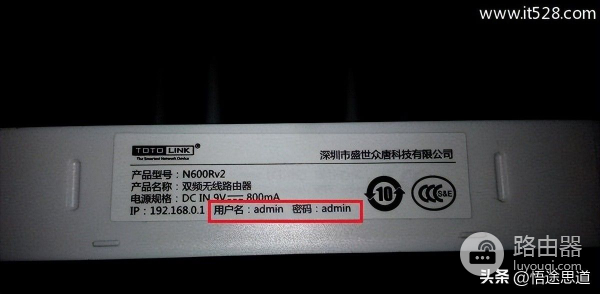 www.it528.com
TOTO LINK
The Smartest Network Device
深圳市盛世众唐科技有限公司
产品型号：N600Rv2
产品名称：双频无线路由器
电源规格：DC IN 9V⎓800mA
IP：192.168.0.1 用户名：admin 密码：admin
10
CCC S&E
路由器
luyouqi.com
头条 @悟途思道